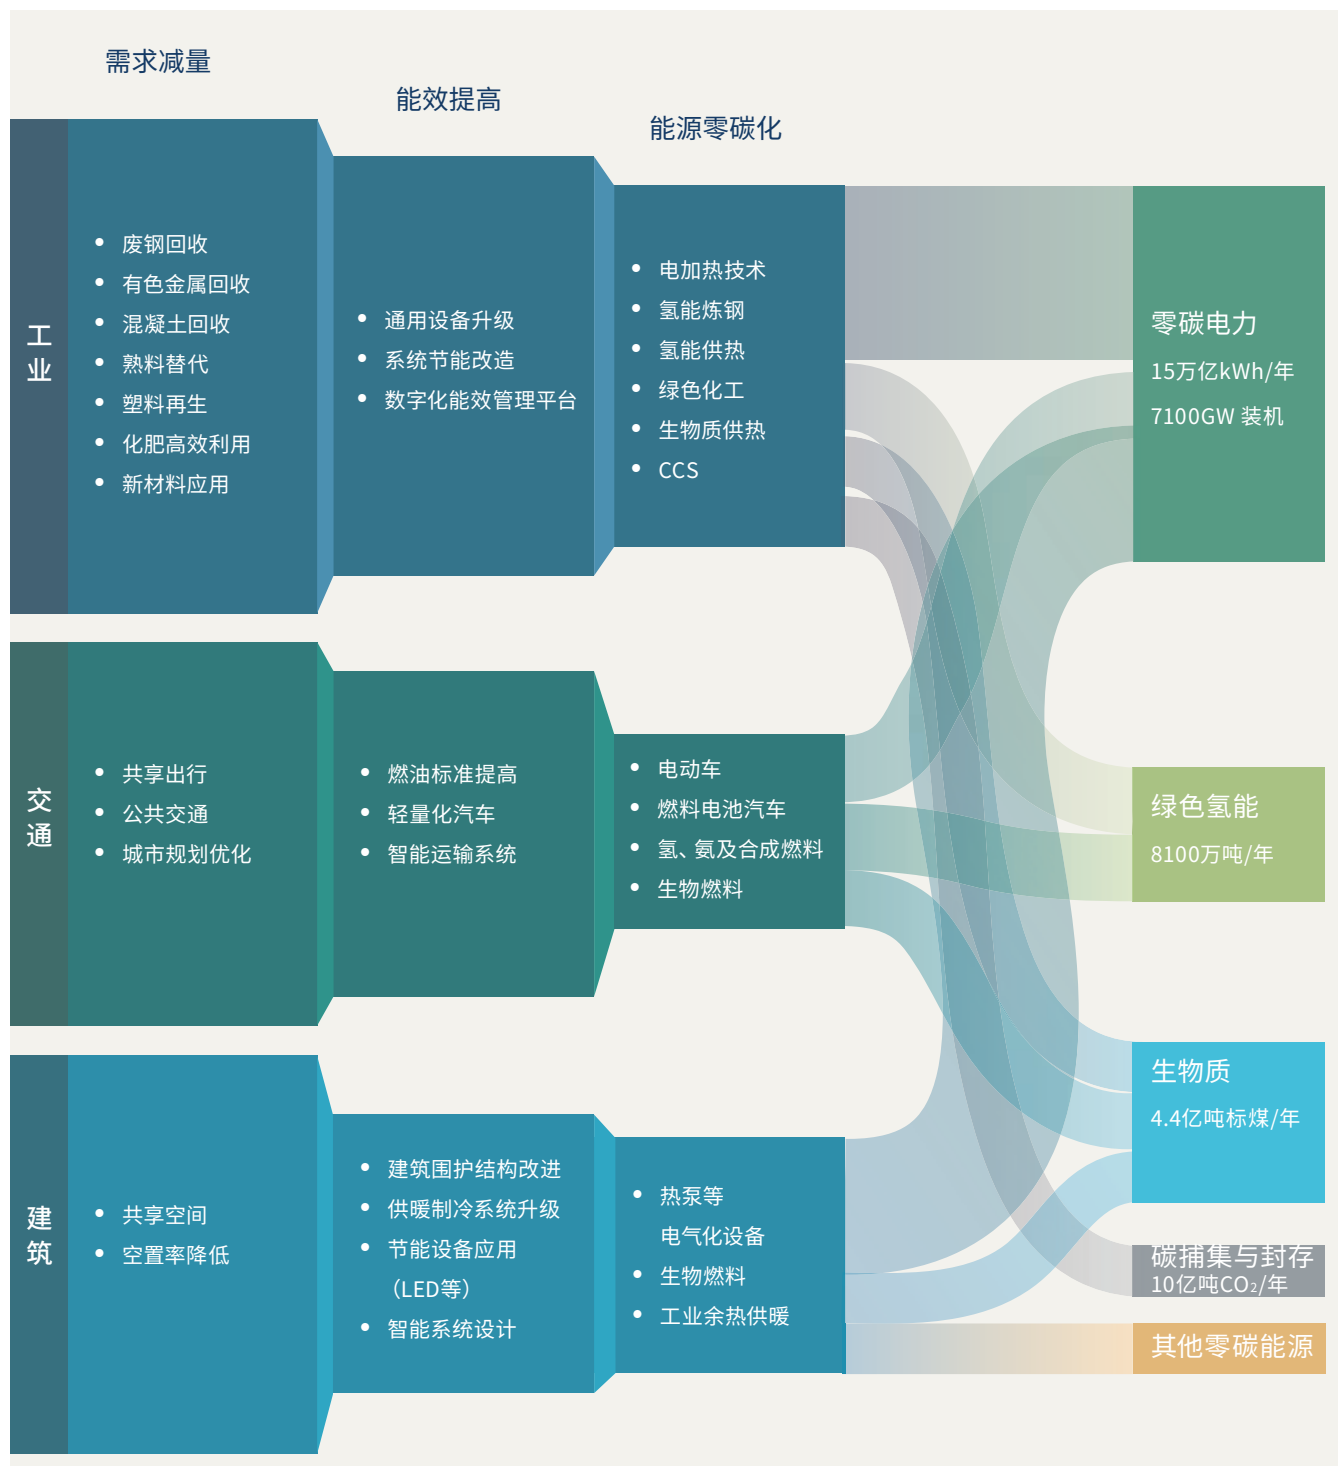 需求减量
能效提高
能源零碳化
工业
• 废钢回收
• 有色金属回收
• 混凝土回收
• 熟料替代
• 塑料再生
• 化肥高效利用
• 新材料应用
• 通用设备升级
• 系统节能改造
• 数字化能效管理平台
• 电加热技术
• 氢能炼钢
• 氢能供热
• 绿色化工
• 生物质供热
• CCS
交通
• 共享出行
• 公共交通
• 城市规划优化
• 燃油标准提高
• 轻量化汽车
• 智能运输系统
• 电动车
• 燃料电池汽车
• 氢、氨及合成燃料
• 生物燃料
建筑
• 共享空间
• 空置率降低
• 建筑围护结构改进
• 供暖制冷系统升级
• 节能设备应用
（LED等）
• 智能系统设计
• 热泵等
电气化设备
• 生物燃料
• 工业余热供暖
零碳电力
15万亿kWh/年
7100GW 装机
绿色氢能
8100万吨/年
生物质
4.4亿吨标煤/年
碳捕集与封存
10亿吨CO₂/年
其他零碳能源